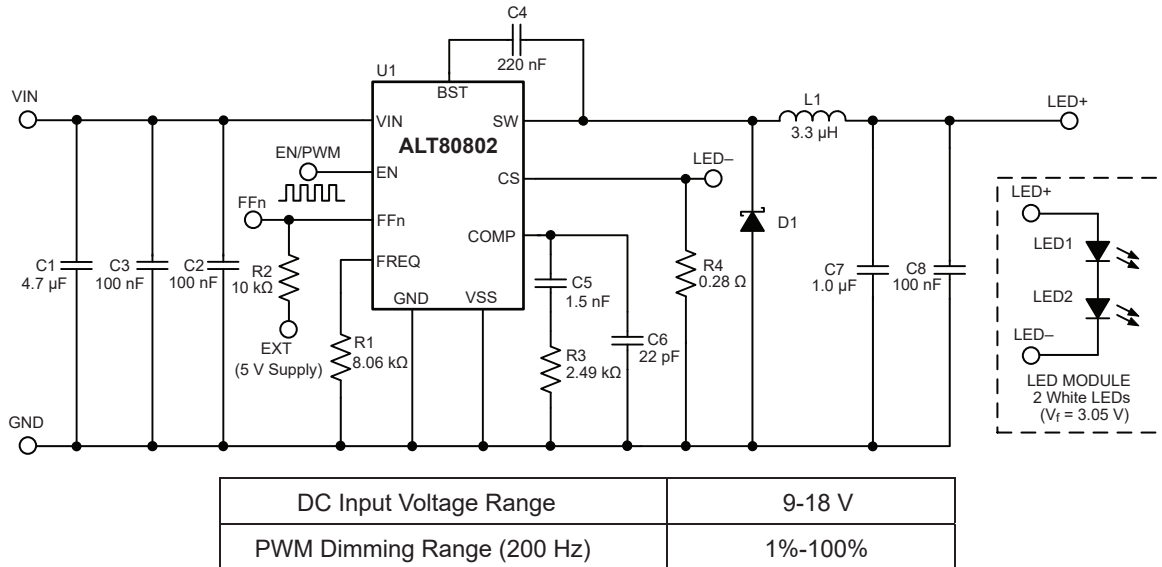 C4
220 nF
U1
BST
VIN
VIN
SW
L1
3.3 µH
LED+
ALT80802
EN/PWM
EN
CS
LED–
FFn
FFn
COMP
FREQ
GND
VSS
C1
4.7 µF
C3
100 nF
C2
100 nF
R2
10 kΩ
EXT
(5 V Supply)
R1
8.06 kΩ
C5
1.5 nF
R3
2.49 kΩ
C6
22 pF
R4
0.28 Ω
D1
C7
1.0 µF
C8
100 nF
LED+
LED1
LED2
LED–
LED MODULE
2 White LEDs
(Vf = 3.05 V)
GND
DC Input Voltage Range 9-18 V
PWM Dimming Range (200 Hz) 1%-100%